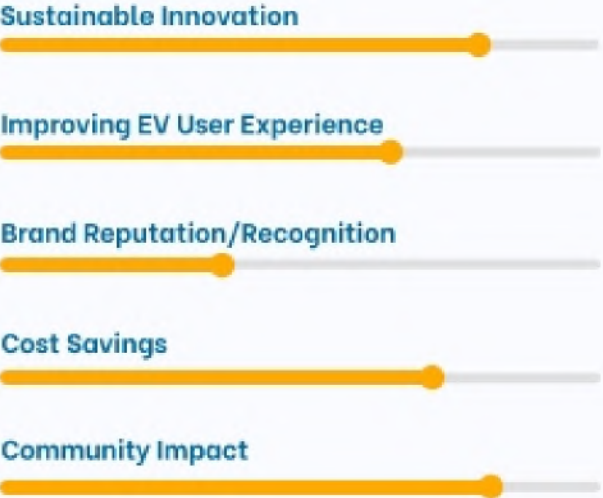 Sustainable Innovation
Improving EV User Experience
Brand Reputation/Recognition
Cost Savings
Community Impact